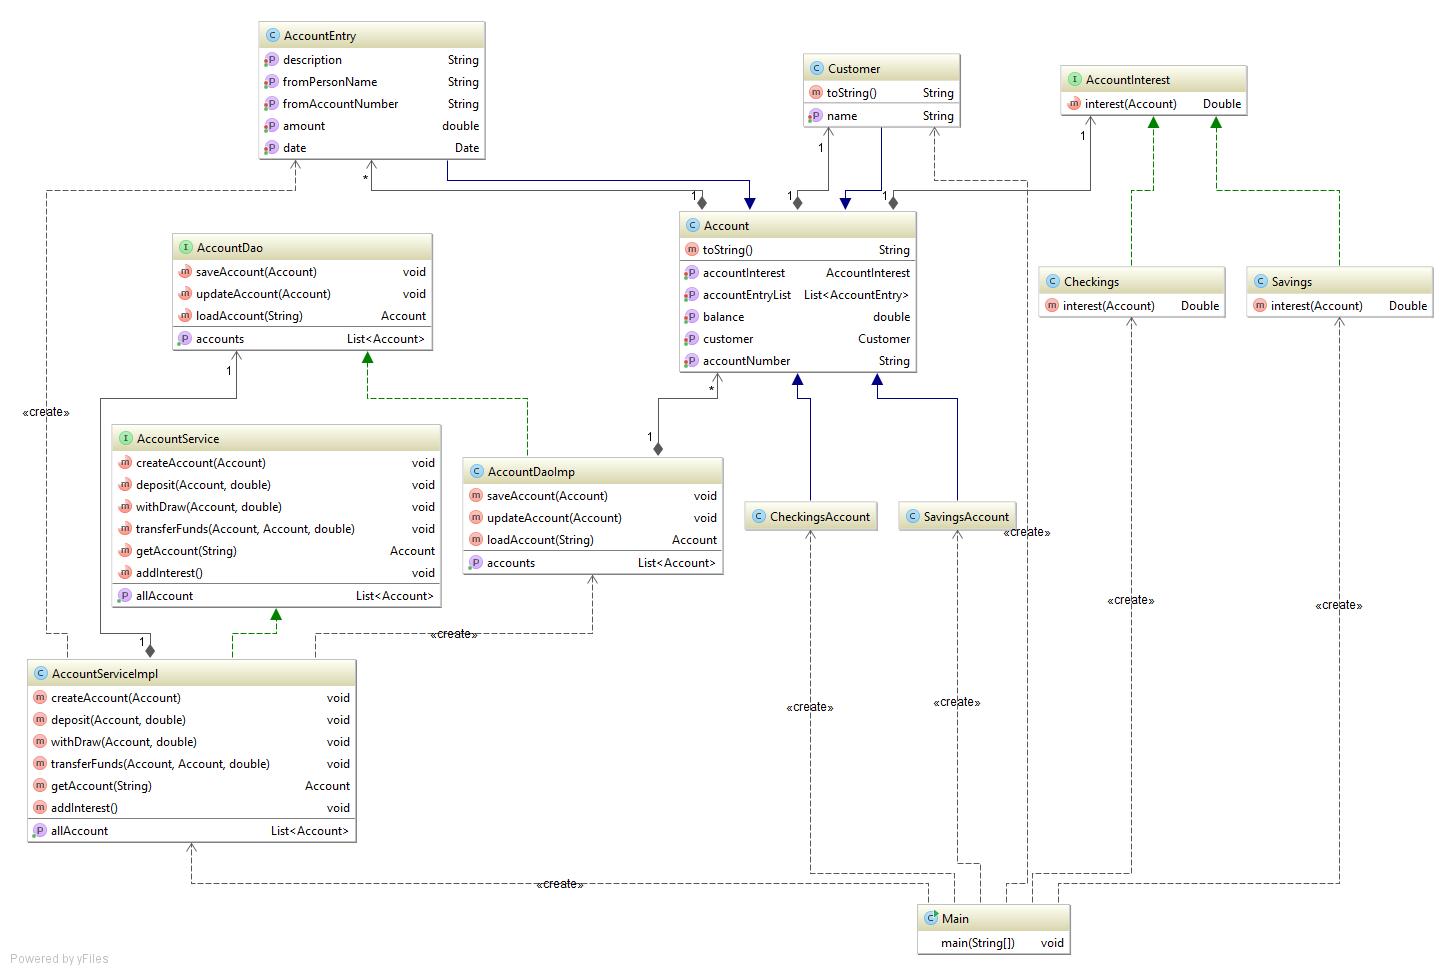 AccountEntry
description String
fromPersonName String
fromAccountNumber String
amount double
date Date
Customer
toString() String
name String
AccountInterest
interest(Account) Double
1
1
*
1
1
1
Account
toString() String
accountInterest AccountInterest
accountEntryList List<AccountEntry>
balance double
customer Customer
accountNumber String
AccountDao
saveAccount(Account) void
updateAccount(Account) void
loadAccount(String) Account
accounts List<Account>
Checkings
interest(Account) Double
Savings
interest(Account) Double
1
*
«create»
AccountService
createAccount(Account) void
deposit(Account, double) void
withDraw(Account, double) void
transferFunds(Account, Account, double) void
getAccount(String) Account
addInterest() void
allAccount List<Account>
1
AccountDaoImp
saveAccount(Account) void
updateAccount(Account) void
loadAccount(String) Account
accounts List<Account>
CheckingsAccount
SavingsAccount
«create»
«create»
«create»
«create»
1
AccountServiceImpl
createAccount(Account) void
deposit(Account, double) void
withDraw(Account, double) void
transferFunds(Account, Account, double) void
getAccount(String) Account
addInterest() void
allAccount List<Account>
«create»
«create»
«create»
Main
main(String[]) void
Powered by yFiles